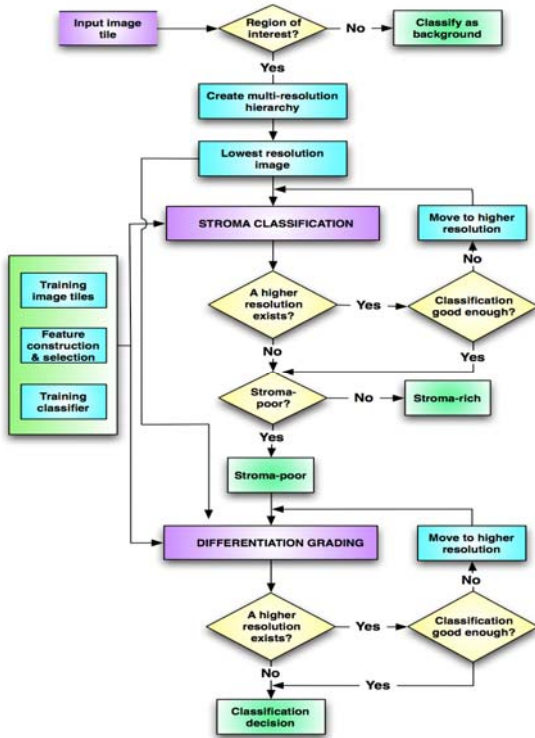 Input image
tile
Region of
interest?
No
Classify as
background
Yes
Create multi-resolution
hierarchy
Lowest resolution
image
STROMA CLASSIFICATION
Move to higher
resolution
No
Training
image tiles
Feature
construction
& selection
Training
classifier
A higher
resolution
exists?
Yes
Classification
good enough?
No
Yes
Stroma-
poor?
No
Stroma-rich
Yes
Stroma-poor
DIFFERENTIATION GRADING
Move to higher
resolution
No
A higher
resolution
exists?
Yes
Classification
good enough?
No
Yes
Classification
decision